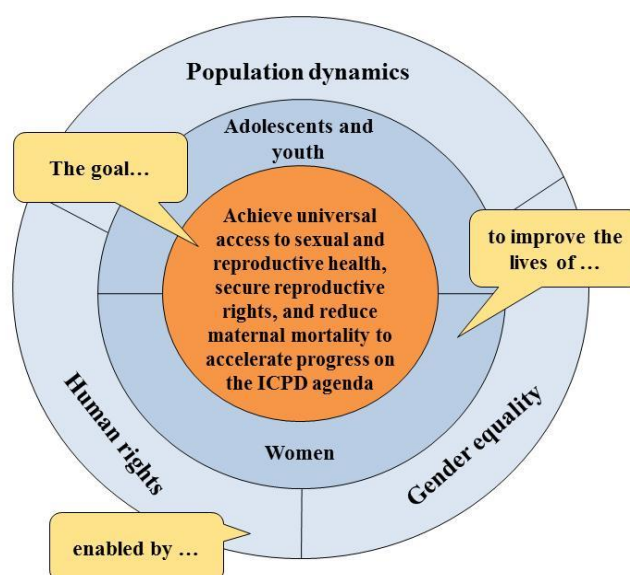 Population dynamics
Adolescents and
youth
The goal…
Achieve universal
access to sexual and
reproductive health,
secure reproductive
rights, and reduce
maternal mortality to
accelerate progress on
the ICPD agenda
to improve the
lives of …
Women
Human rights
Gender equality
enabled by …